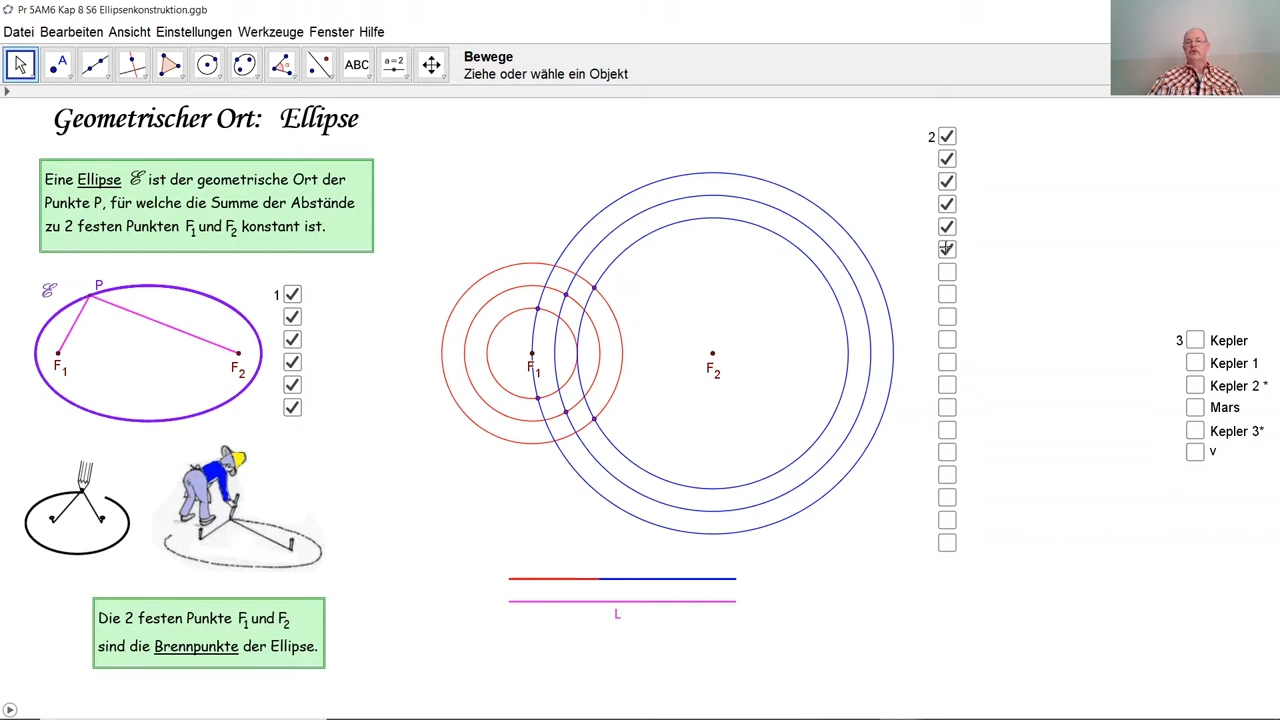 Pr 5AM6 Kap 8 S6 Ellipsenkonstruktion.ggb
Datei Bearbeiten Ansicht Einstellungen Werkzeuge Fenster Hilfe
A
ABC
a=2
Bewege
Ziehe oder wähle ein Objekt
Geometrischer Ort: Ellipse
Eine Ellipse ℰ ist der geometrische Ort der
Punkte P, für welche die Summe der Abstände
zu 2 festen Punkten F₁ und F₂ konstant ist.
ℰ
P
F₁
F₂
1
Die 2 festen Punkte F₁ und F₂
sind die Brennpunkte der Ellipse.
F₁
F₂
L
2
3 Kepler
Kepler 1
Kepler 2 *
Mars
Kepler 3*
v